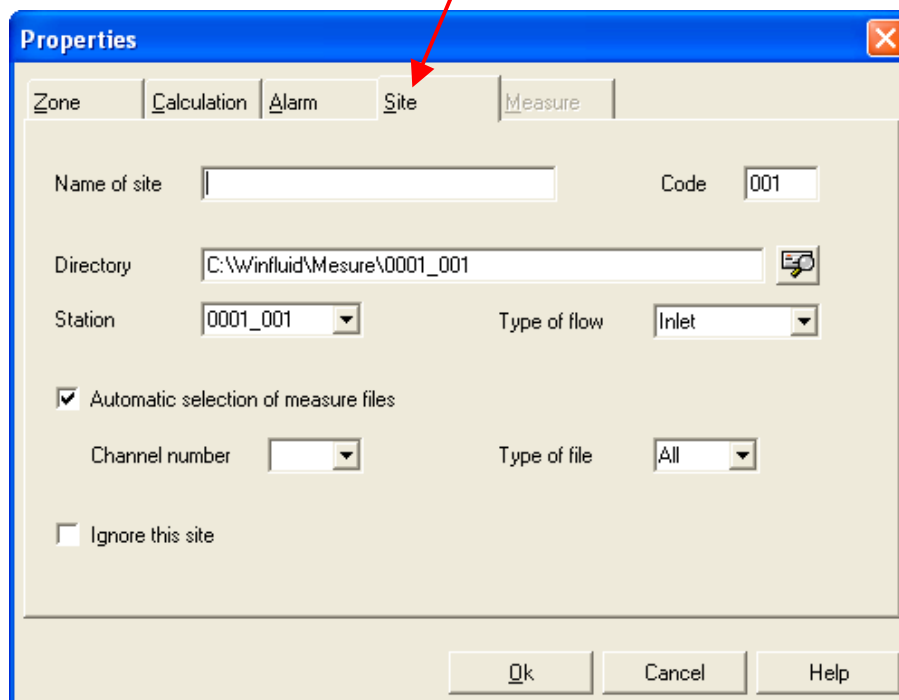 Properties
Zone Calculation Alarm Site Measure
Name of site Code 001
Directory C:\Winfluid\Mesure\0001_001
Station 0001_001 Type of flow Inlet
Automatic selection of measure files
Channel number Type of file All
Ignore this site
Ok Cancel Help